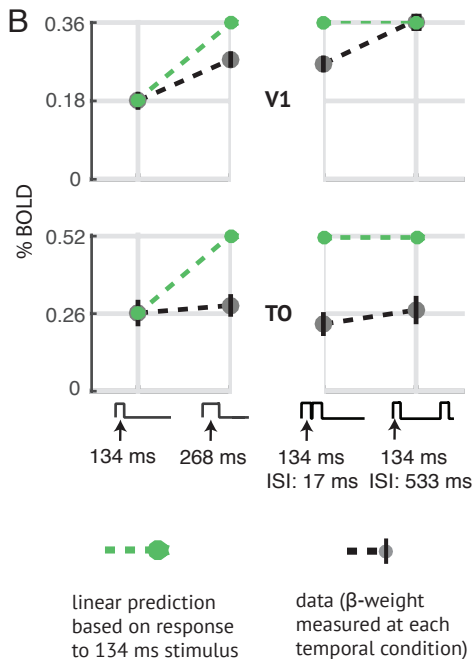 B
0.36
0.18
0
V1
% BOLD
0.52
0.26
0
TO
134 ms
268 ms
134 ms
ISI: 17 ms
134 ms
ISI: 533 ms
linear prediction
based on response
to 134 ms stimulus
data (β-weight
measured at each
temporal condition)